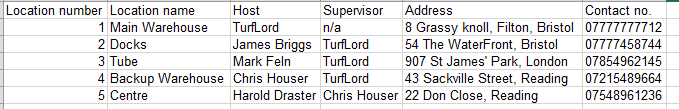 Location number Location name Host Supervisor Address Contact no.
1 Main Warehouse TurfLord n/a 8 Grassy knoll, Filton, Bristol 07777777712
2 Docks James Briggs TurfLord 54 The WaterFront, Bristol 07777458744
3 Tube Mark Feln TurfLord 907 St James' Park, London 07854962145
4 Backup Warehouse Chris Houser TurfLord 43 Sackville Street, Reading 07215489664
5 Centre Harold Draster Chris Houser 22 Don Close, Reading 07548961236